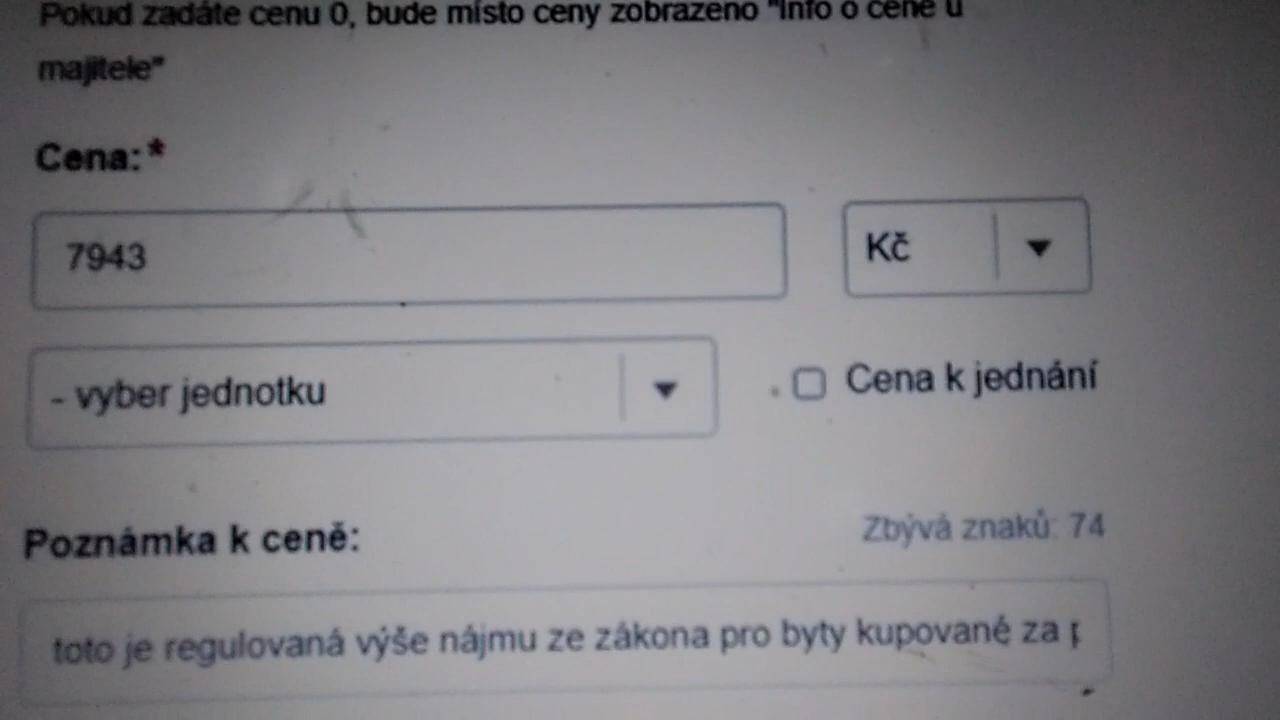 Pokud zadáte cenu 0, bude místo ceny zobrazeno "Info o ceně u
majitele"
Cena:*
7943
Kč
- vyber jednotku
Cena k jednání
Poznámka k ceně:
Zbývá znaků: 74
toto je regulovaná výše nájmu ze zákona pro byty kupované za